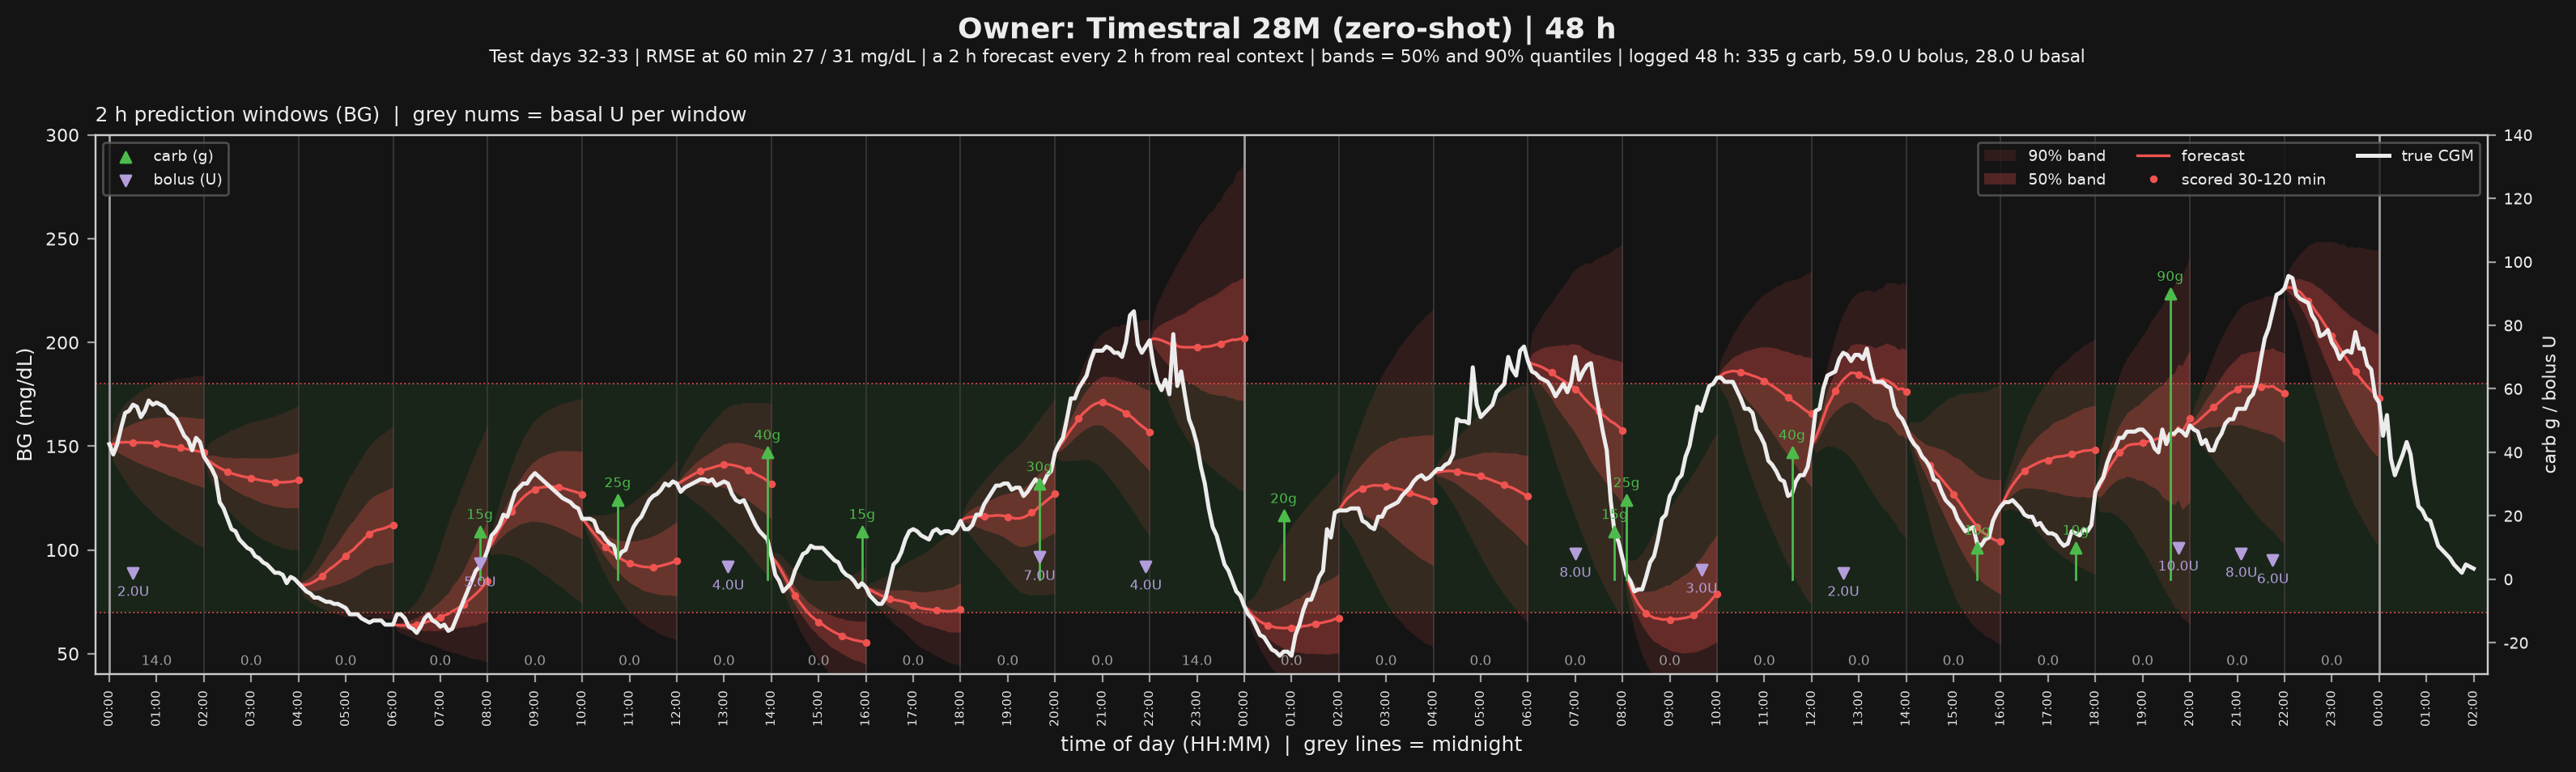 Owner: Timestral 28M (zero-shot) | 48 h
Test days 32-33 | RMSE at 60 min 27 / 31 mg/dL | a 2 h forecast every 2 h from real context | bands = 50% and 90% quantiles | logged 48 h: 335 g carb, 59.0 U bolus, 28.0 U basal
2 h prediction windows (BG) | grey nums = basal U per window
carb (g)
bolus (U)
90% band
50% band
forecast
scored 30-120 min
true CGM
BG (mg/dL)
300
250
200
150
100
50
140
120
100
80
60
40
20
0
-20
carb g / bolus U
2.0U
15g
5.0U
25g
4.0U
40g
15g
30g
7.0U
4.0U
20g
8.0U
15g
25g
3.0U
40g
2.0U
10g
10g
90g
10.0U
8.0U
6.0U
14.0 0.0 0.0 0.0 0.0 0.0 0.0 0.0 0.0 0.0 0.0 14.0 0.0 0.0 0.0 0.0 0.0 0.0 0.0 0.0 0.0 0.0 0.0 0.0
00:00 01:00 02:00 03:00 04:00 05:00 06:00 07:00 08:00 09:00 10:00 11:00 12:00 13:00 14:00 15:00 16:00 17:00 18:00 19:00 20:00 21:00 22:00 23:00 00:00 01:00 02:00 03:00 04:00 05:00 06:00 07:00 08:00 09:00 10:00 11:00 12:00 13:00 14:00 15:00 16:00 17:00 18:00 19:00 20:00 21:00 22:00 23:00 00:00 01:00 02:00
time of day (HH:MM) | grey lines = midnight